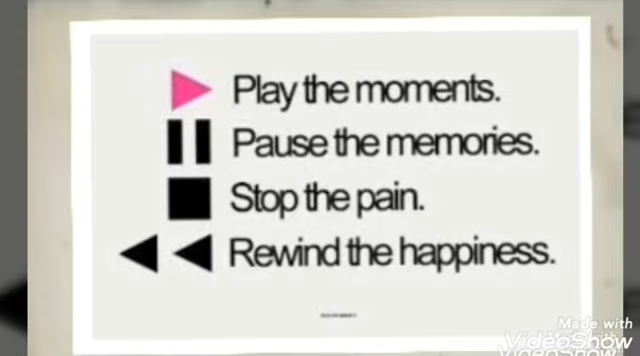 Play the moments.
Pause the memories.
Stop the pain.
Rewind the happiness.
Made with
VideoShow